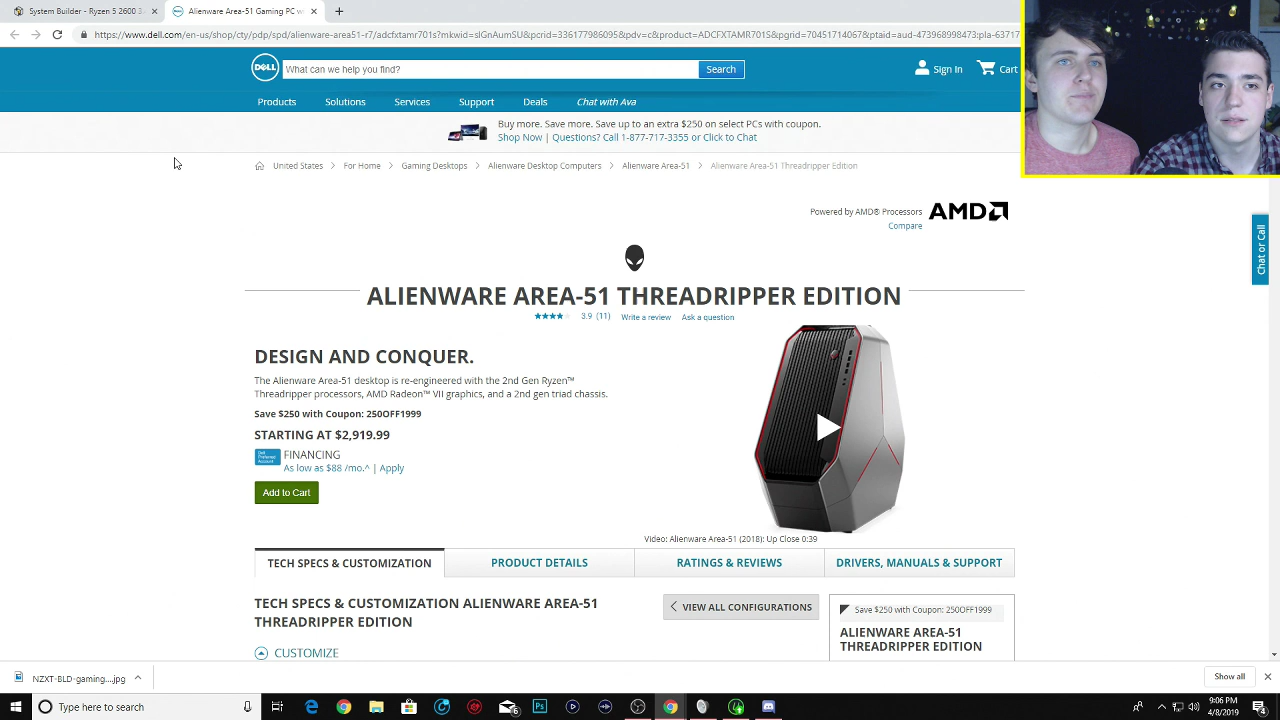 System Builder - Ryzen 5 2600 3.
Alienware Area-51 Gaming PC w
https://www.dell.com/en-us/shop/cty/pdp/spd/alienware-area51-r7/adcfxtamr701s?mkwid=
DELL
What can we help you find?
Search
Sign In
Cart
Products
Solutions
Services
Support
Deals
Chat with Ava
Buy more. Save more. Save up to an extra $250 on select PCs with coupon.
Shop Now | Questions? Call 1-877-717-3355 or Click to Chat
United States
For Home
Gaming Desktops
Alienware Desktop Computers
Alienware Area-51
Alienware Area-51 Threadripper Edition
Powered by AMD® Processors
AMD
Compare
Chat or Call
ALIENWARE AREA-51 THREADRIPPER EDITION
3.9 (11) Write a review Ask a question
DESIGN AND CONQUER.
The Alienware Area-51 desktop is re-engineered with the 2nd Gen Ryzen™
Threadripper processors, AMD Radeon™ VII graphics, and a 2nd gen triad chassis.
Save $250 with Coupon: 250OFF1999
STARTING AT $2,919.99
FINANCING
As low as $88 /mo.^ | Apply
Add to Cart
Video: Alienware Area-51 (2018): Up Close 0:39
TECH SPECS & CUSTOMIZATION
PRODUCT DETAILS
RATINGS & REVIEWS
DRIVERS, MANUALS & SUPPORT
TECH SPECS & CUSTOMIZATION ALIENWARE AREA-51
THREADRIPPER EDITION
VIEW ALL CONFIGURATIONS
Save $250 with Coupon: 250OFF1999
ALIENWARE AREA-51
THREADRIPPER EDITION
CUSTOMIZE
NZXT-BLD-gaming....jpg
Show all
Type here to search
9:06 PM
4/8/2019